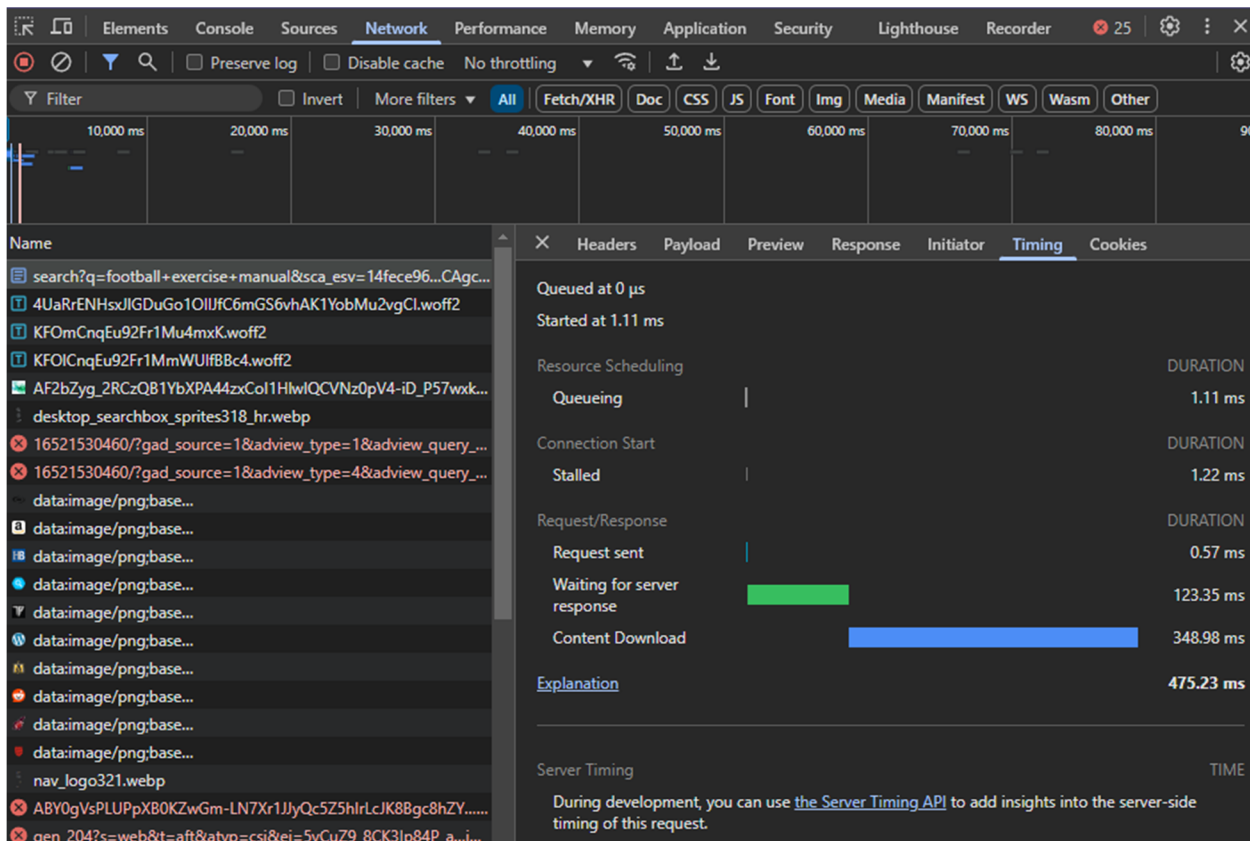 Elements Console Sources Network Performance Memory Application Security Lighthouse Recorder 25
Preserve log Disable cache No throttling
Filter Invert More filters All Fetch/XHR Doc CSS JS Font Img Media Manifest WS Wasm Other
10,000 ms 20,000 ms 30,000 ms 40,000 ms 50,000 ms 60,000 ms 70,000 ms 80,000 ms 90
Name
search?q=football+exercise+manual&sca_esv=14fece96...CAgc...
4UaRrENHsxJlGDuGo1OIlJfC6mGS6vhAK1YobMu2vgCI.woff2
KFOmCnqEu92Fr1Mu4mxK.woff2
KFOlCnqEu92Fr1MmWUlfBBc4.woff2
AF2bZyg_2RCzQB1YbXPA44zxCoI1HlwIQCVNz0pV4-iD_P57wxk...
desktop_searchbox_sprites318_hr.webp
16521530460/?gad_source=1&adview_type=1&adview_query_...
16521530460/?gad_source=1&adview_type=4&adview_query_...
data:image/png;base...
data:image/png;base...
data:image/png;base...
data:image/png;base...
data:image/png;base...
data:image/png;base...
data:image/png;base...
data:image/png;base...
data:image/png;base...
data:image/png;base...
nav_logo321.webp
ABY0gVsPLUPpXB0KZwGm-LN7Xr1JJyQc5Z5hlrLcJK8Bgc8hZY......
gen_204?s=web&t=aft&atyp=csi&ei=5yCuZ9_8CK3Ip84P_a...i...
Headers Payload Preview Response Initiator Timing Cookies
Queued at 0 μs
Started at 1.11 ms
Resource Scheduling DURATION
Queueing 1.11 ms
Connection Start DURATION
Stalled 1.22 ms
Request/Response DURATION
Request sent 0.57 ms
Waiting for server
response 123.35 ms
Content Download 348.98 ms
Explanation 475.23 ms
Server Timing TIME
During development, you can use the Server Timing API to add insights into the server-side
timing of this request.